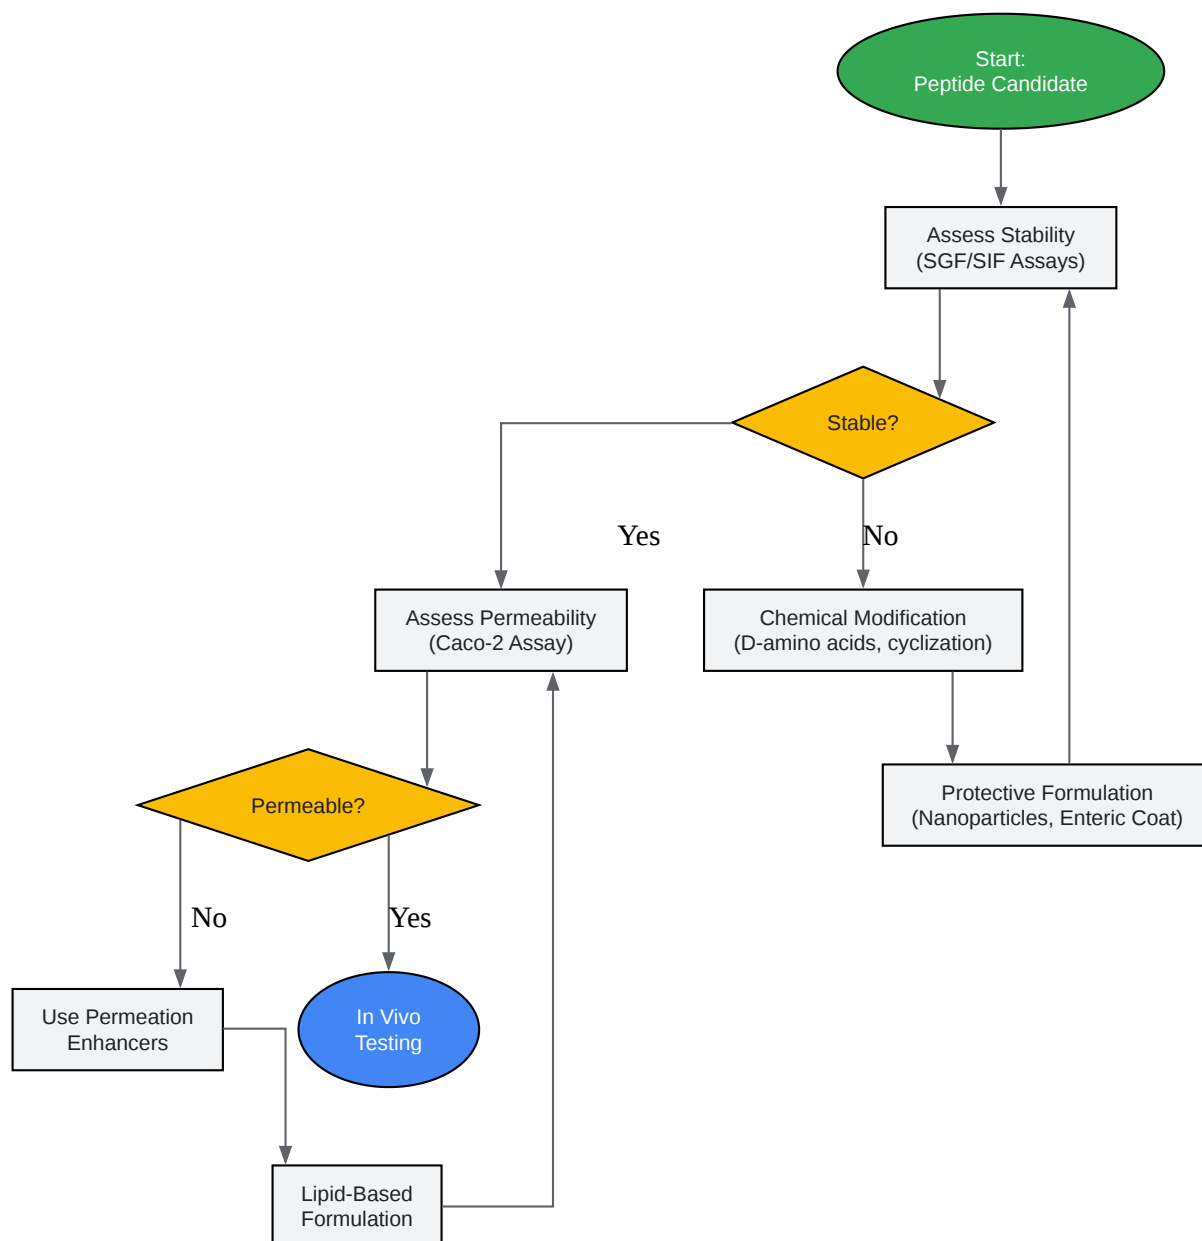 Start:
Peptide Candidate
Assess Stability
(SGF/SIF Assays)
Stable?
Yes
No
Assess Permeability
(Caco-2 Assay)
Chemical Modification
(D-amino acids, cyclization)
Permeable?
Protective Formulation
(Nanoparticles, Enteric Coat)
No
Yes
Use Permeation
Enhancers
In Vivo
Testing
Lipid-Based
Formulation